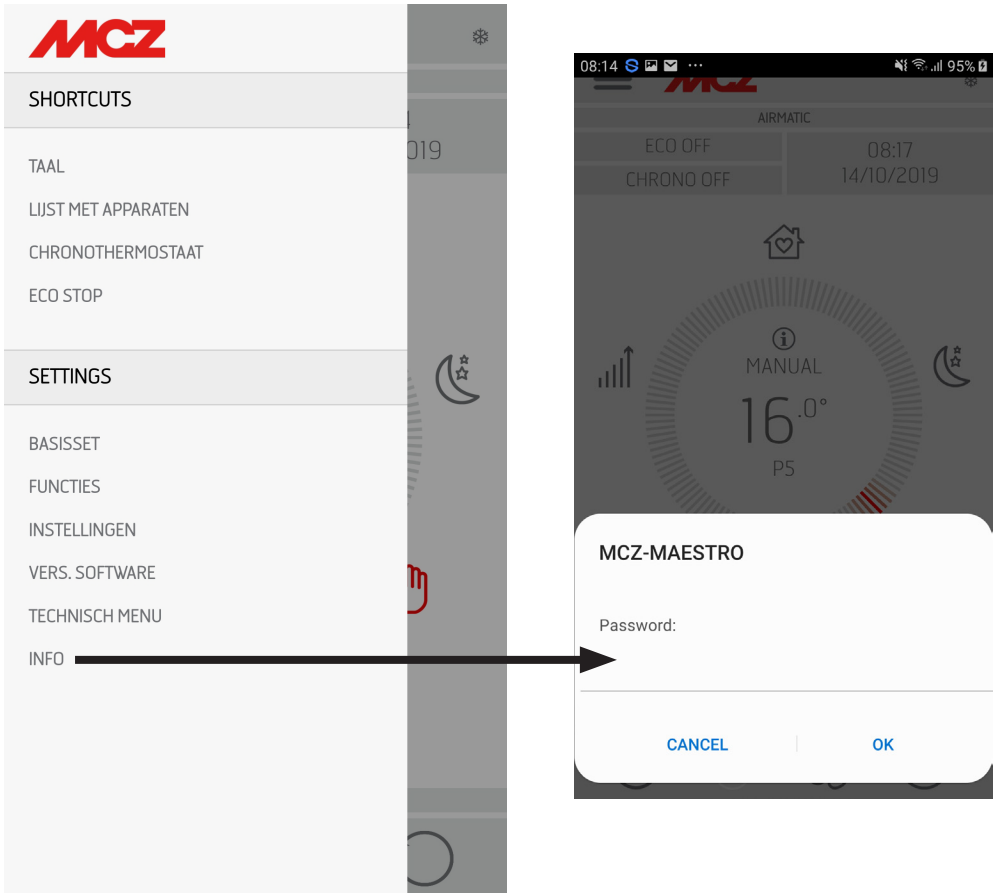 MCZ
SHORTCUTS
TAAL
LIJST MET APPARATEN
CHRONOTHERMOSTAAT
ECO STOP
SETTINGS
BASISSET
FUNCTIES
INSTELLINGEN
VERS. SOFTWARE
TECHNISCH MENU
INFO
019
08:14 95%
MCZ
AIRMATIC
ECO OFF
CHRONO OFF
08:17
14/10/2019
MANUAL
16.0°
P5
MCZ-MAESTRO
Password:
CANCEL OK